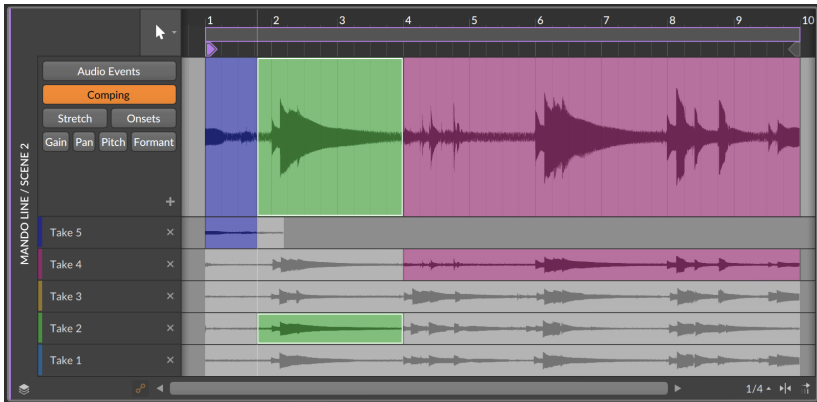 1 2 3 4 5 6 7 8 9 10
Audio Events
Comping
Stretch Onsets
Gain Pan Pitch Formant
+
MANDO LINE / SCENE 2
Take 5 ×
Take 4 ×
Take 3 ×
Take 2 ×
Take 1 ×
1/4